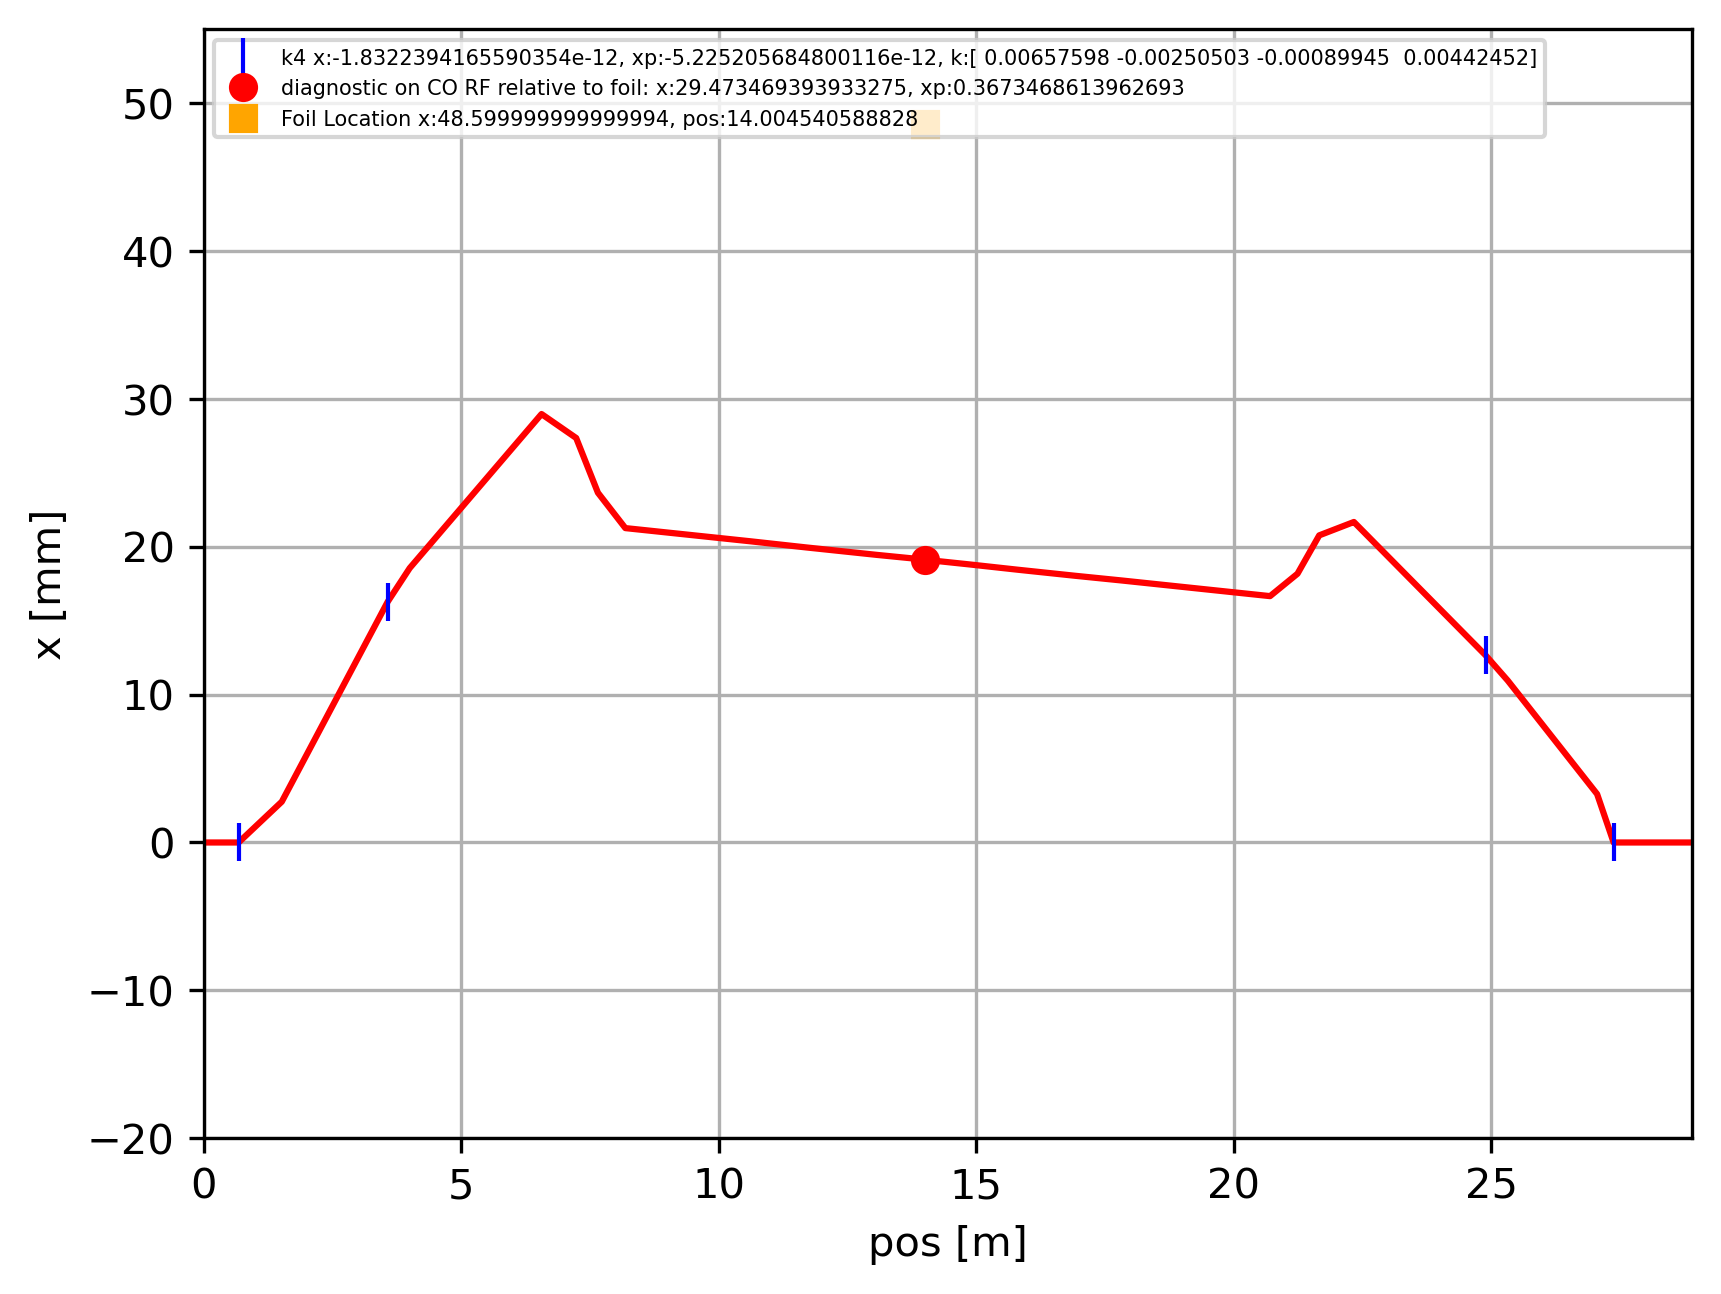 k4 x:-1.8322394165590354e-12, xp:-5.225205684800116e-12, k:[ 0.00657598 -0.00250503 -0.00089945  0.00442452]
diagnostic on CO RF relative to foil: x:29.473469393933275, xp:0.3673468613962693
Foil Location x:48.599999999999994, pos:14.004540588828
50
40
30
20
10
0
−10
−20
x [mm]
0 5 10 15 20 25
pos [m]